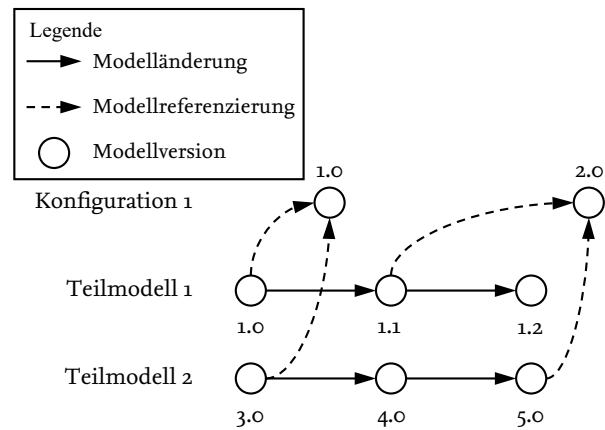 Legende
Modelländerung
Modellreferenzierung
Modellversion
1.0 2.0
Konfiguration 1
Teilmodell 1
1.0 1.1 1.2
Teilmodell 2
3.0 4.0 5.0